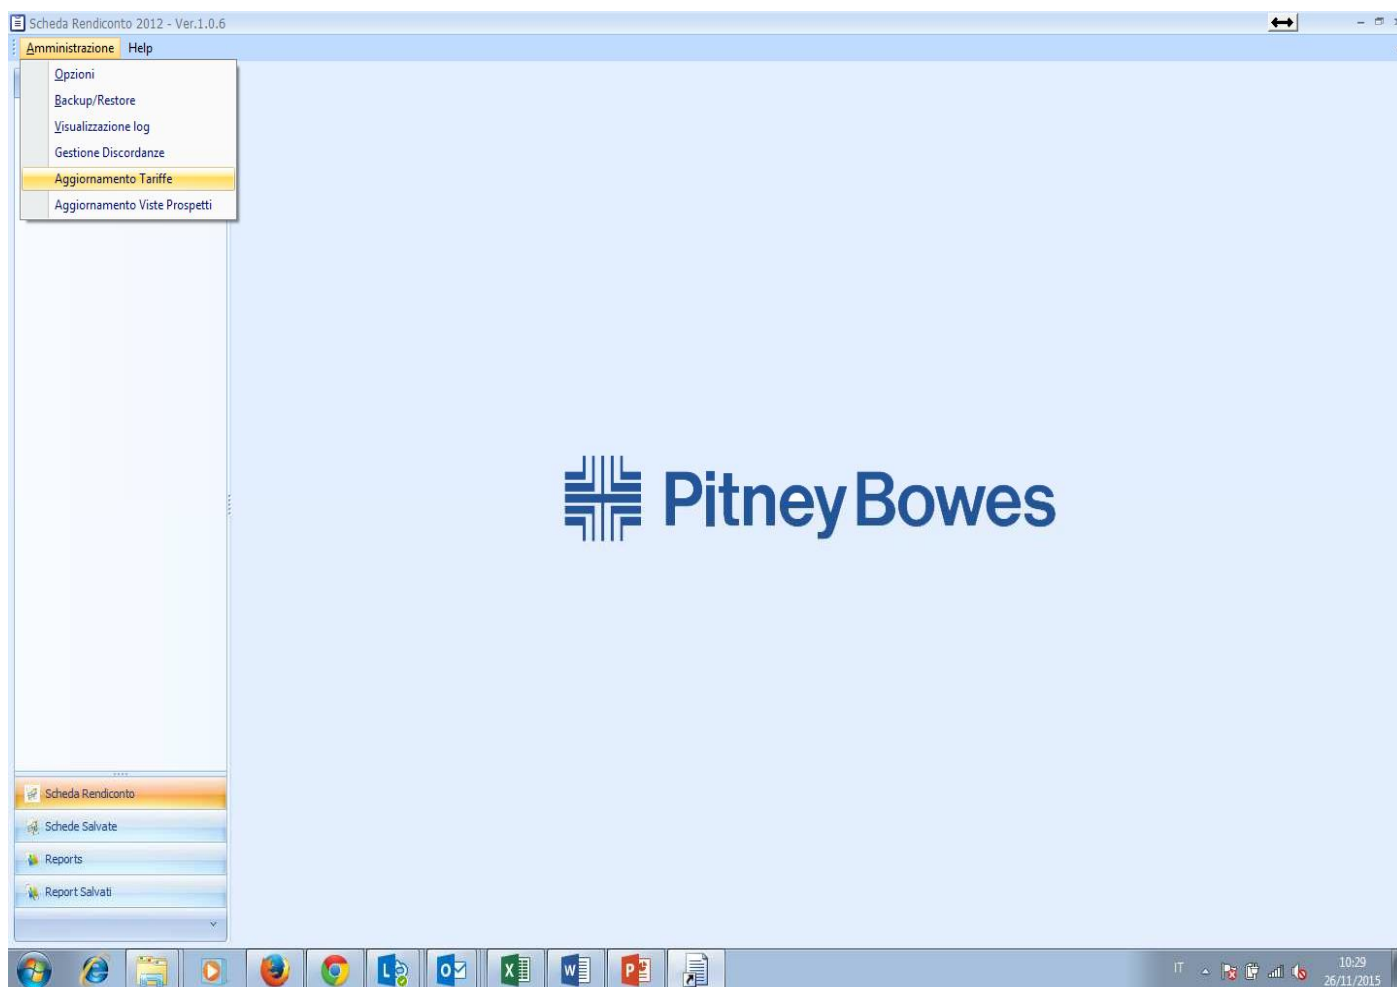 Scheda Rendiconto 2012 - Ver.1.0.6
Amministrazione Help
Opzioni
Backup/Restore
Visualizzazione log
Gestione Discordanze
Aggiornamento Tariffe
Aggiornamento Viste Prospetti
Pitney Bowes
Scheda Rendiconto
Schede Salvate
Reports
Report Salvati
IT 10:29
26/11/2015